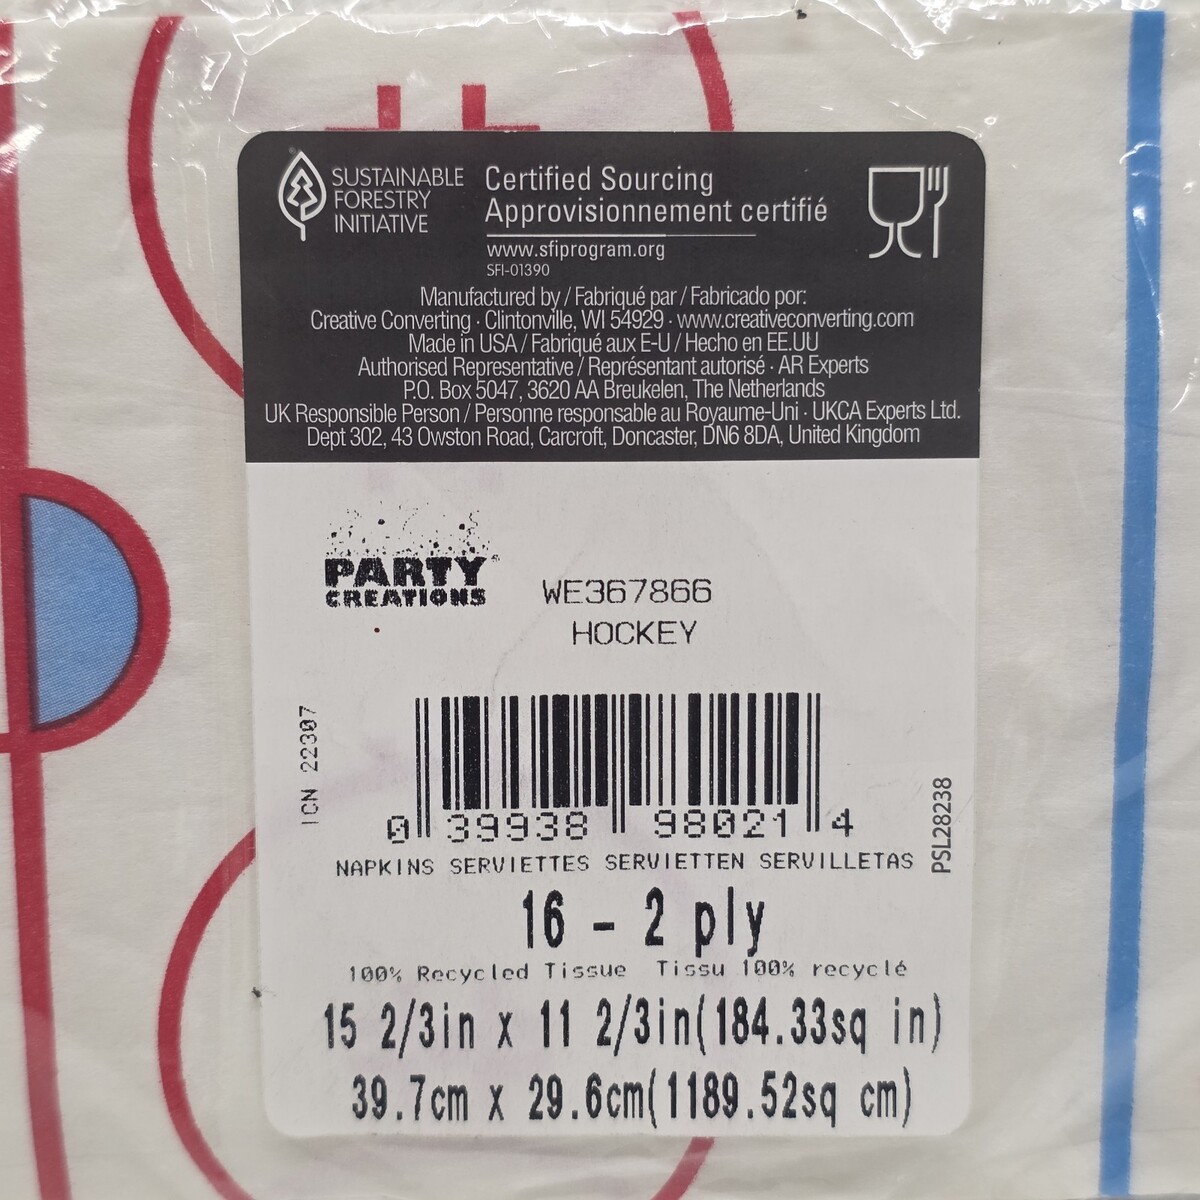 SUSTAINABLE
FORESTRY
INITIATIVE
Certified Sourcing
Approvisionnement certifié
www.sfiprogram.org
SFI-01390
Manufactured by / Fabriqué par / Fabricado por:
Creative Converting · Clintonville, WI 54929 · www.creativeconverting.com
Made in USA / Fabriqué aux E-U / Hecho en EE.UU
Authorised Representative / Représentant autorisé · AR Experts
P.O. Box 5047, 3620 AA Breukelen, The Netherlands
UK Responsible Person / Personne responsable au Royaume-Uni · UKCA Experts Ltd.
Dept 302, 43 Owston Road, Carcroft, Doncaster, DN6 8DA, United Kingdom
PARTY
CREATIONS
WE367866
HOCKEY
ICN 22307
0 39938 98021 4
PSL28238
NAPKINS SERVIETTES SERVIETTEN SERVILLETAS
16 - 2 ply
100% Recycled Tissue Tissu 100% recyclé
15 2/3in x 11 2/3in(184.33sq in)
39.7cm x 29.6cm(1189.52sq cm)